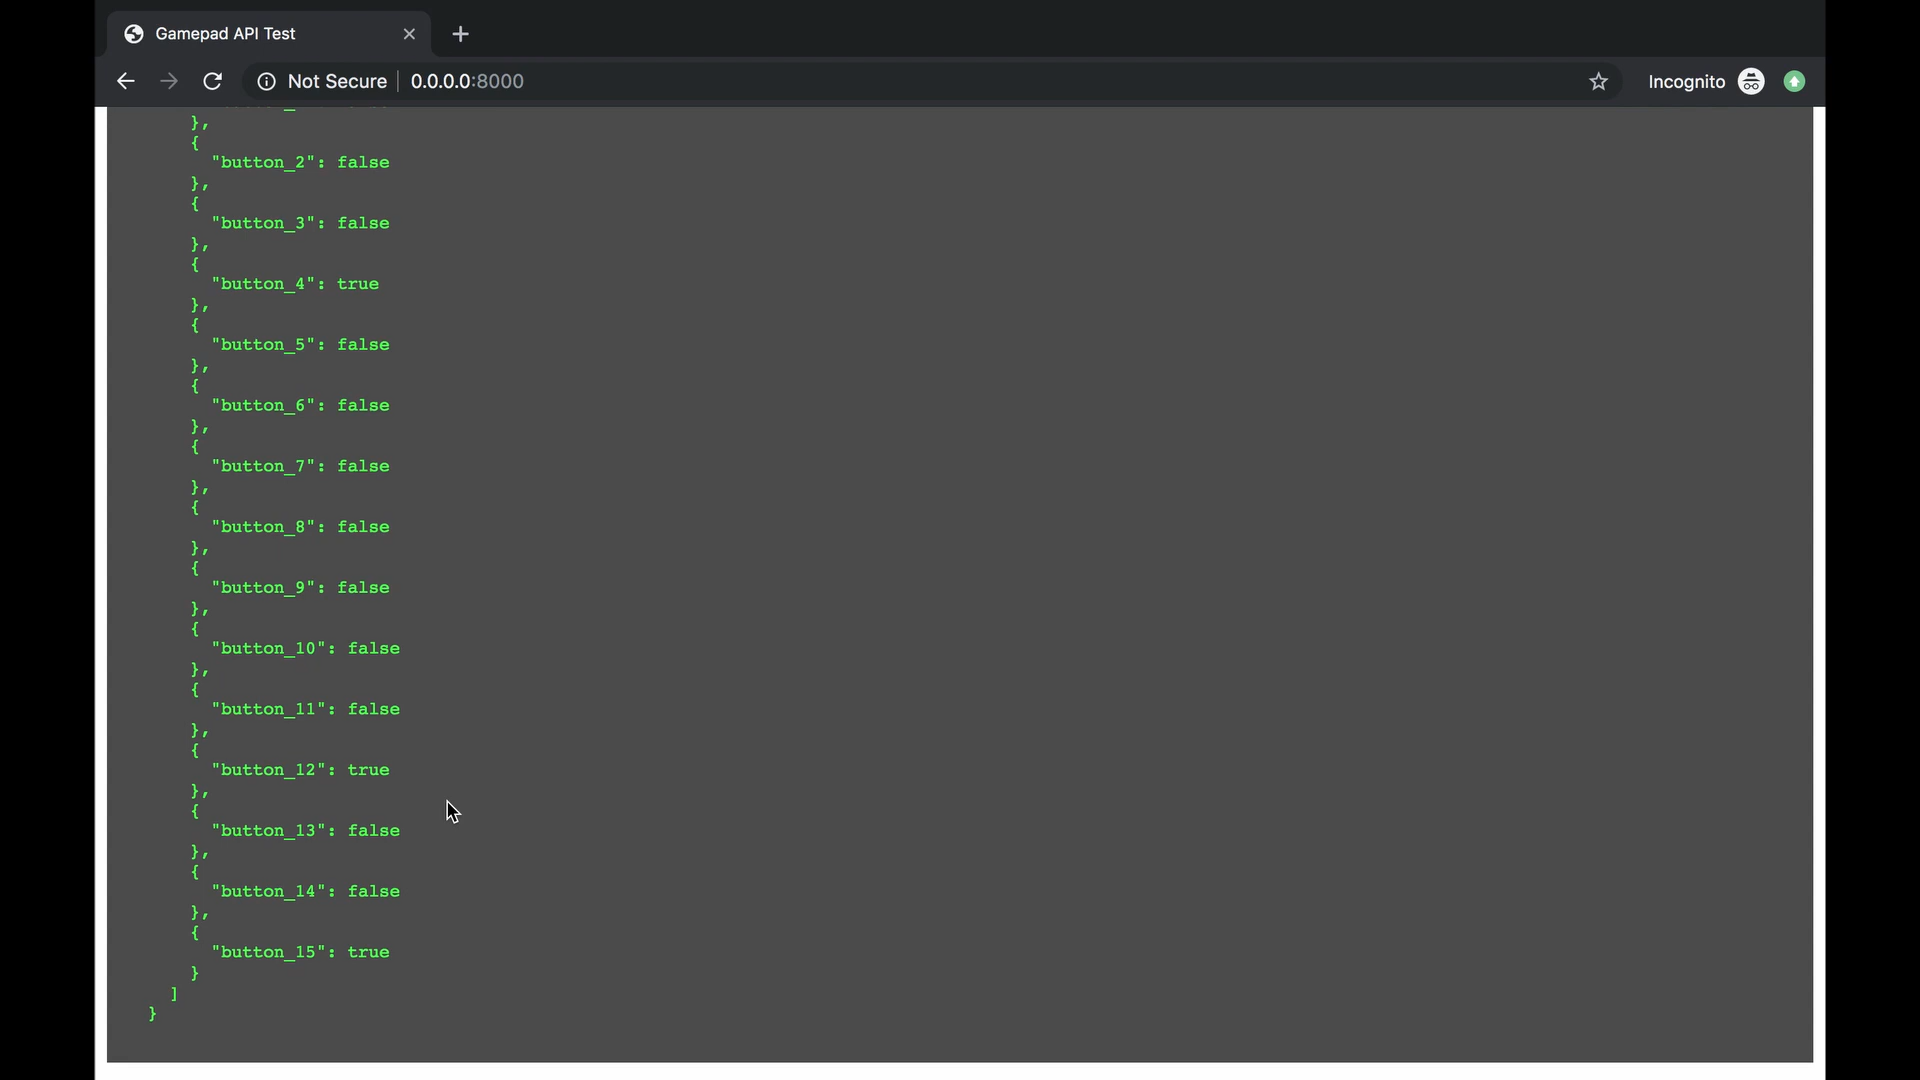 Gamepad API Test
Not Secure 0.0.0.0:8000
Incognito
},
{
"button_2": false
},
{
"button_3": false
},
{
"button_4": true
},
{
"button_5": false
},
{
"button_6": false
},
{
"button_7": false
},
{
"button_8": false
},
{
"button_9": false
},
{
"button_10": false
},
{
"button_11": false
},
{
"button_12": true
},
{
"button_13": false
},
{
"button_14": false
},
{
"button_15": true
}
]
}